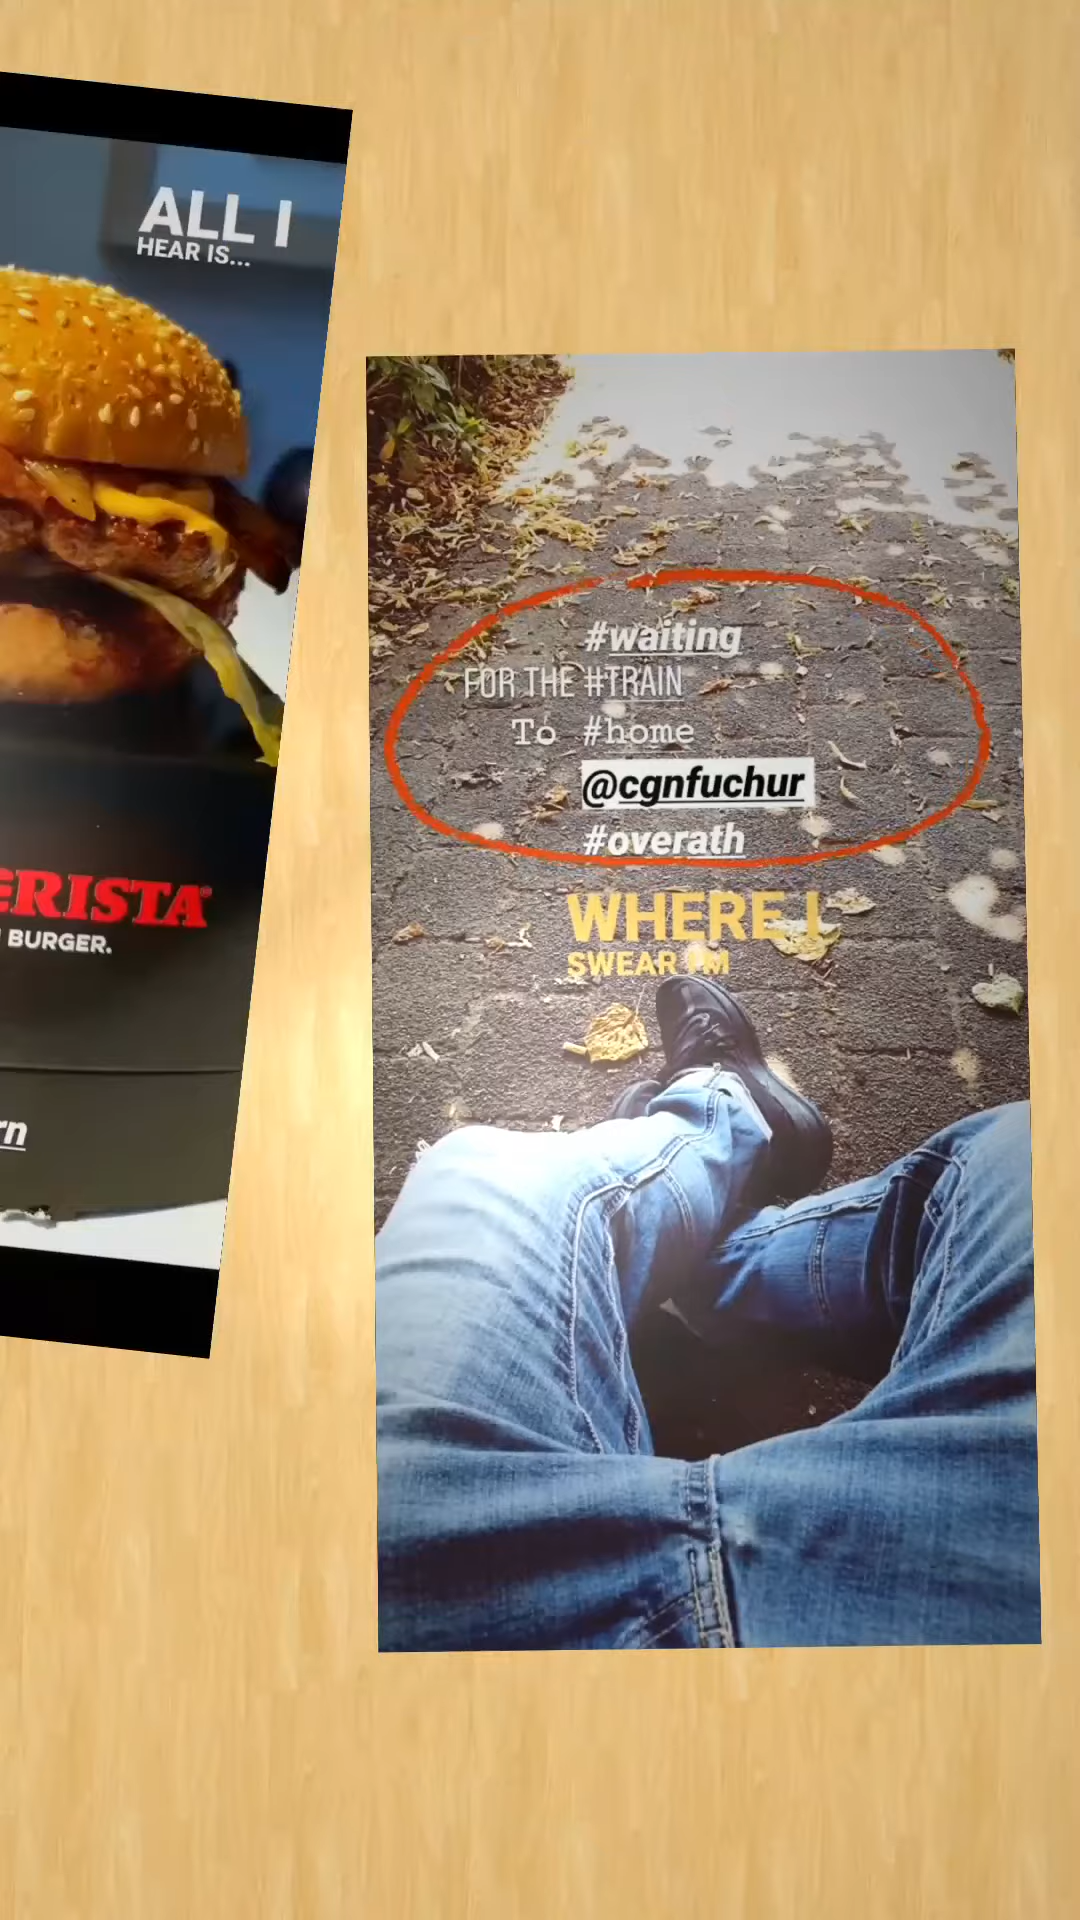 ALL I
HEAR IS...
ERISTA
BURGER.
rn
#waiting
FOR THE #TRAIN
To #home
@cgnfuchur
#overath
WHERE I
SWEAR I'M